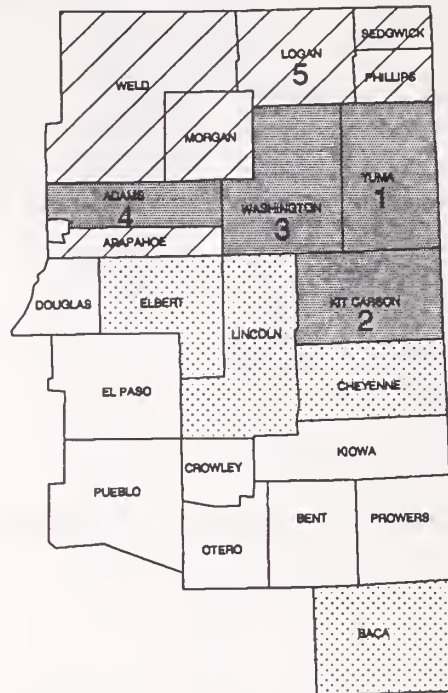 SEDGWICK
LOGAN
5
PHILLIPS
WELD
MORGAN
YUMA
1
ADAMS
4
WASHINGTON
3
ARAPAHOE
DOUGLAS
ELBERT
LINCOLN
KIT CARSON
2
CHEYENNE
EL PASO
KIOWA
CROWLEY
PUEBLO
BENT
PROWERS
OTERO
BACA